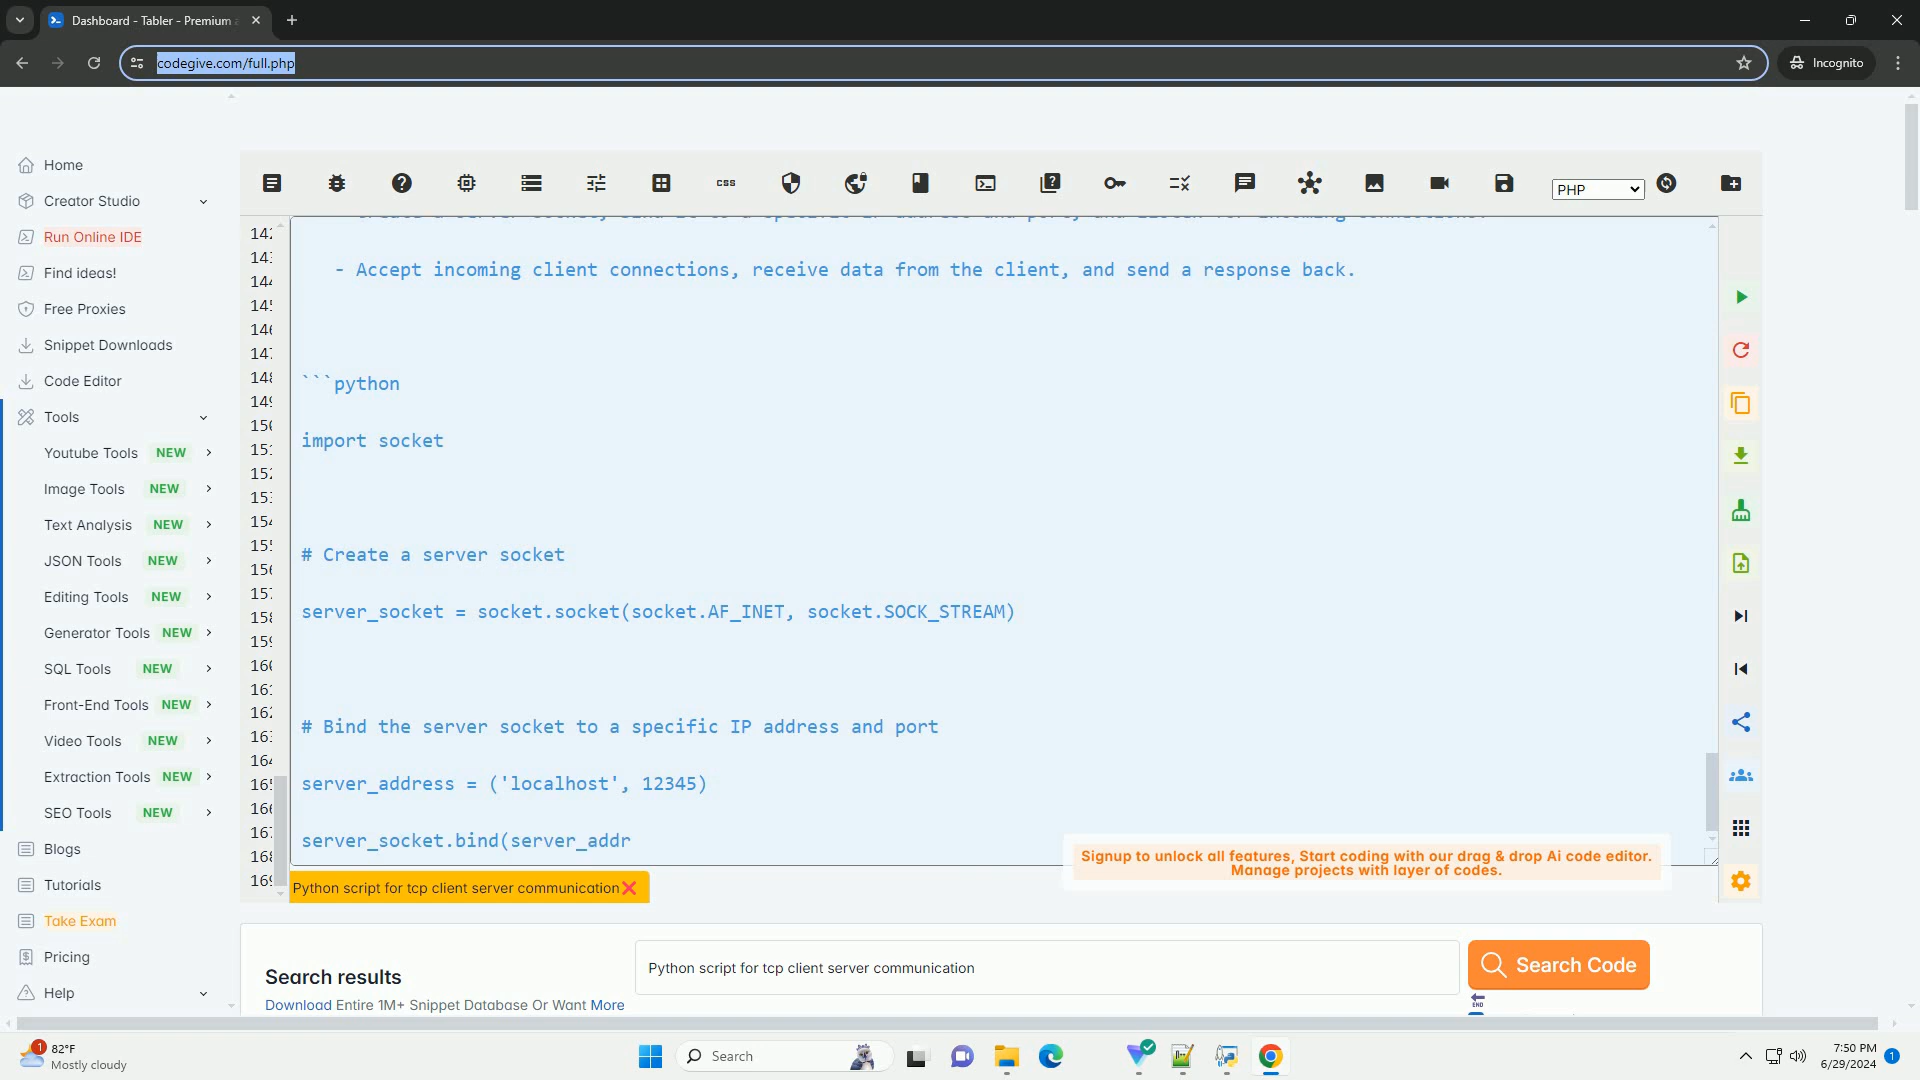 Dashboard - Tabler - Premium
codegive.com/full.php
Incognito
Home
Creator Studio
Run Online IDE
Find ideas!
Free Proxies
Snippet Downloads
Code Editor
Tools
Youtube Tools NEW
Image Tools NEW
Text Analysis NEW
JSON Tools NEW
Editing Tools NEW
Generator Tools NEW
SQL Tools NEW
Front-End Tools NEW
Video Tools NEW
Extraction Tools NEW
SEO Tools NEW
Blogs
Tutorials
Take Exam
Pricing
Help
css
PHP
- Accept incoming client connections, receive data from the client, and send a response back.
```python
import socket
# Create a server socket
server_socket = socket.socket(socket.AF_INET, socket.SOCK_STREAM)
# Bind the server socket to a specific IP address and port
server_address = ('localhost', 12345)
server_socket.bind(server_addr
Signup to unlock all features, Start coding with our drag & drop Ai code editor.
Manage projects with layer of codes.
Python script for tcp client server communication
Search results
Download Entire 1M+ Snippet Database Or Want More
Python script for tcp client server communication
Search Code
END
1
82°F
Mostly cloudy
Search
7:50 PM
6/29/2024
1